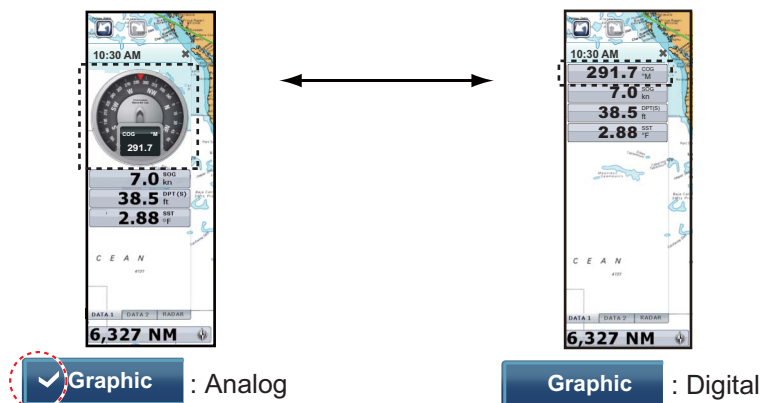 10:30 AM
W
NW
SW
N
COG °M
291.7
7.0 SOG kn
38.5 DPT(S) ft
2.88 SST °F
C E A N
DATA 1 DATA 2 RADAR
6,327 NM
Graphic : Analog
10:30 AM
291.7 COG °M
7.0 SOG kn
38.5 DPT(S) ft
2.88 SST °F
C E A N
DATA 1 DATA 2 RADAR
6,327 NM
Graphic : Digital